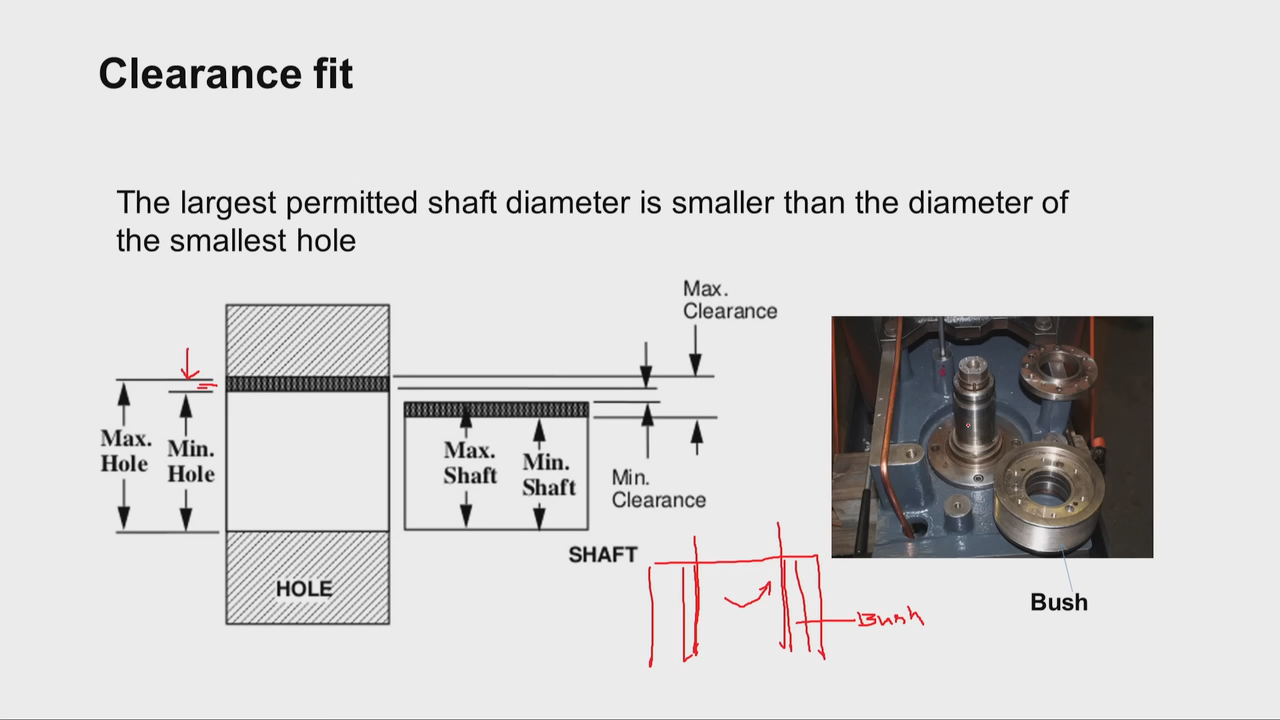 Clearance fit
The largest permitted shaft diameter is smaller than the diameter of
the smallest hole
Max.
Clearance
Max.
Hole
Min.
Hole
Max.
Shaft
Min.
Shaft
Min.
Clearance
SHAFT
HOLE
Bush
Bush